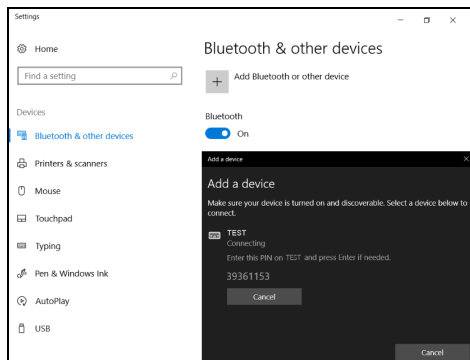 Settings
Home
Find a setting
Devices
Bluetooth & other devices
Printers & scanners
Mouse
Touchpad
Typing
Pen & Windows Ink
AutoPlay
USB
Bluetooth & other devices
Add Bluetooth or other device
Bluetooth
On
Add a device
Add a device
Make sure your device is turned on and discoverable. Select a device below to
connect.
TEST
Connecting
Enter this PIN on TEST and press Enter if needed.
39361153
Cancel
Cancel